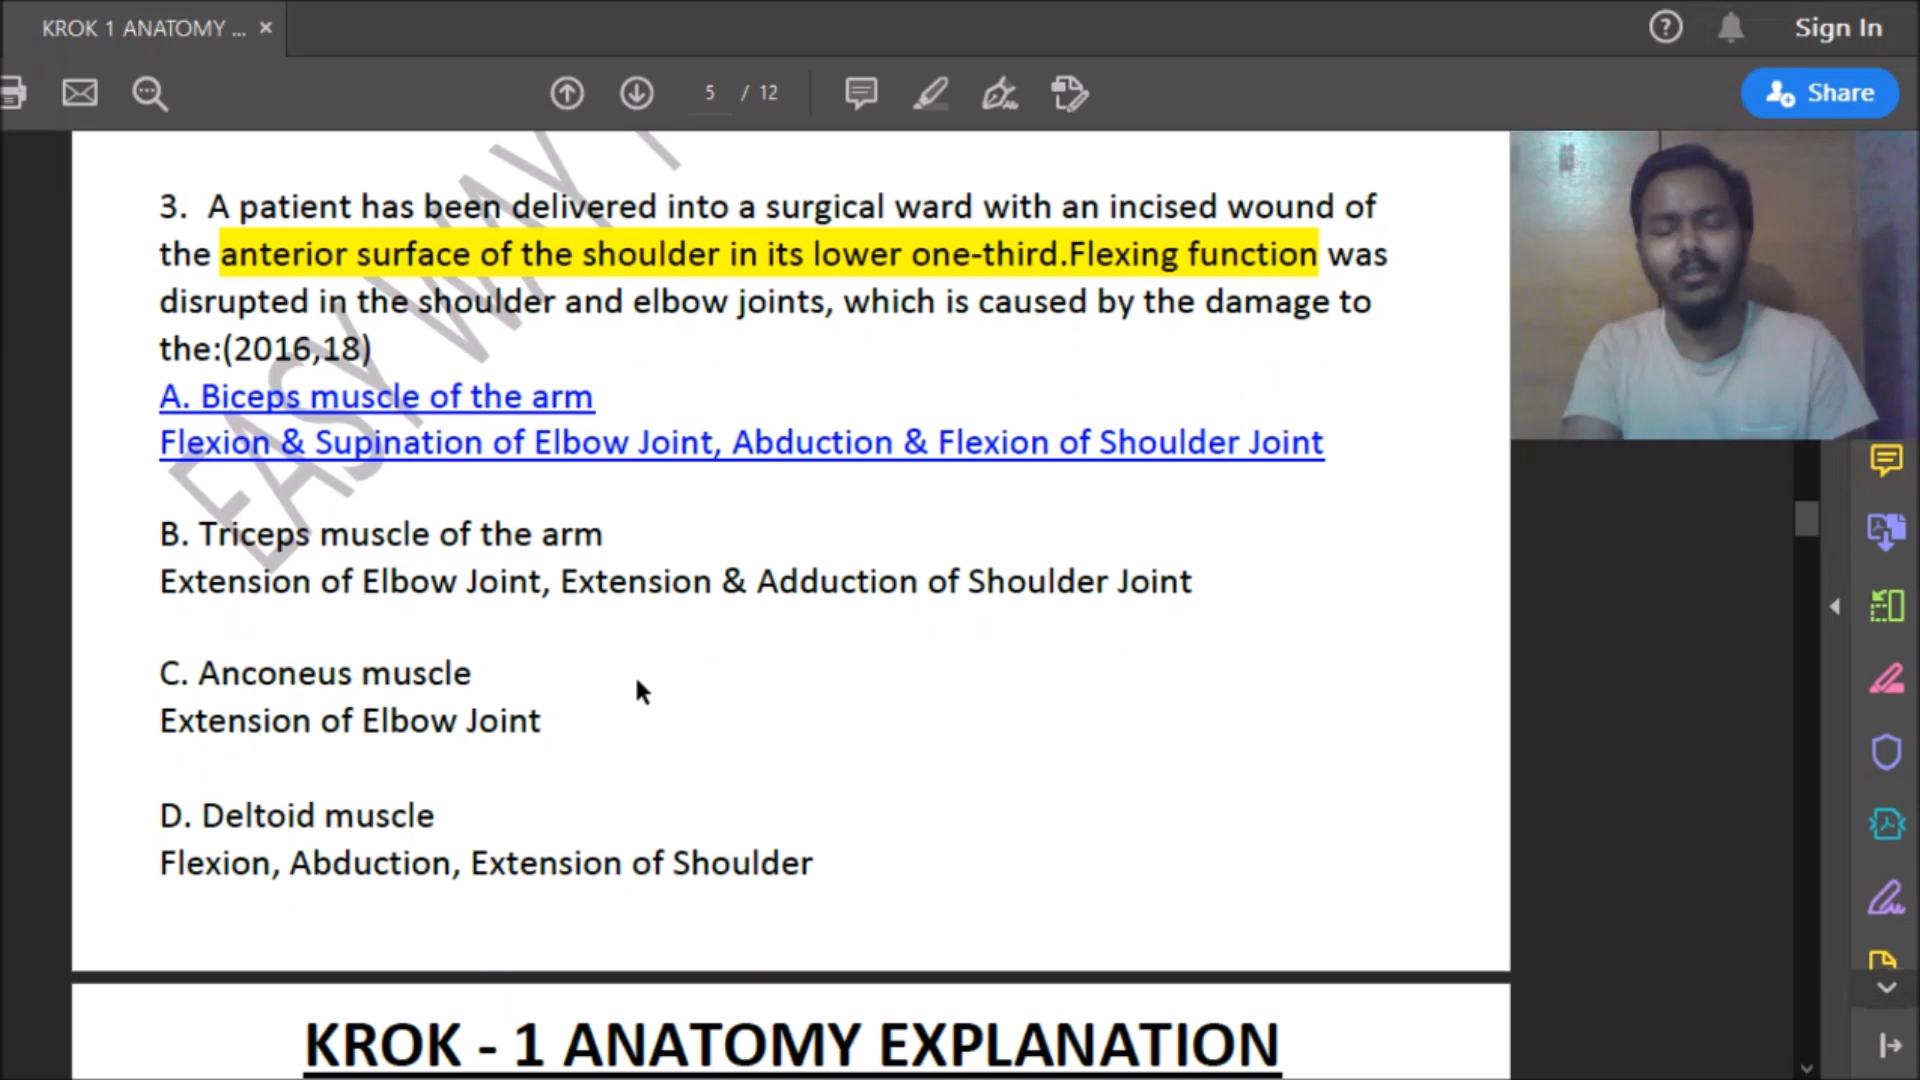 KROK 1 ANATOMY ...
Sign In
5 / 12
Share
3. A patient has been delivered into a surgical ward with an incised wound of
the anterior surface of the shoulder in its lower one-third.Flexing function was
disrupted in the shoulder and elbow joints, which is caused by the damage to
the:(2016,18)
A. Biceps muscle of the arm
Flexion & Supination of Elbow Joint, Abduction & Flexion of Shoulder Joint
B. Triceps muscle of the arm
Extension of Elbow Joint, Extension & Adduction of Shoulder Joint
C. Anconeus muscle
Extension of Elbow Joint
D. Deltoid muscle
Flexion, Abduction, Extension of Shoulder
EASY WAY
KROK - 1 ANATOMY EXPLANATION